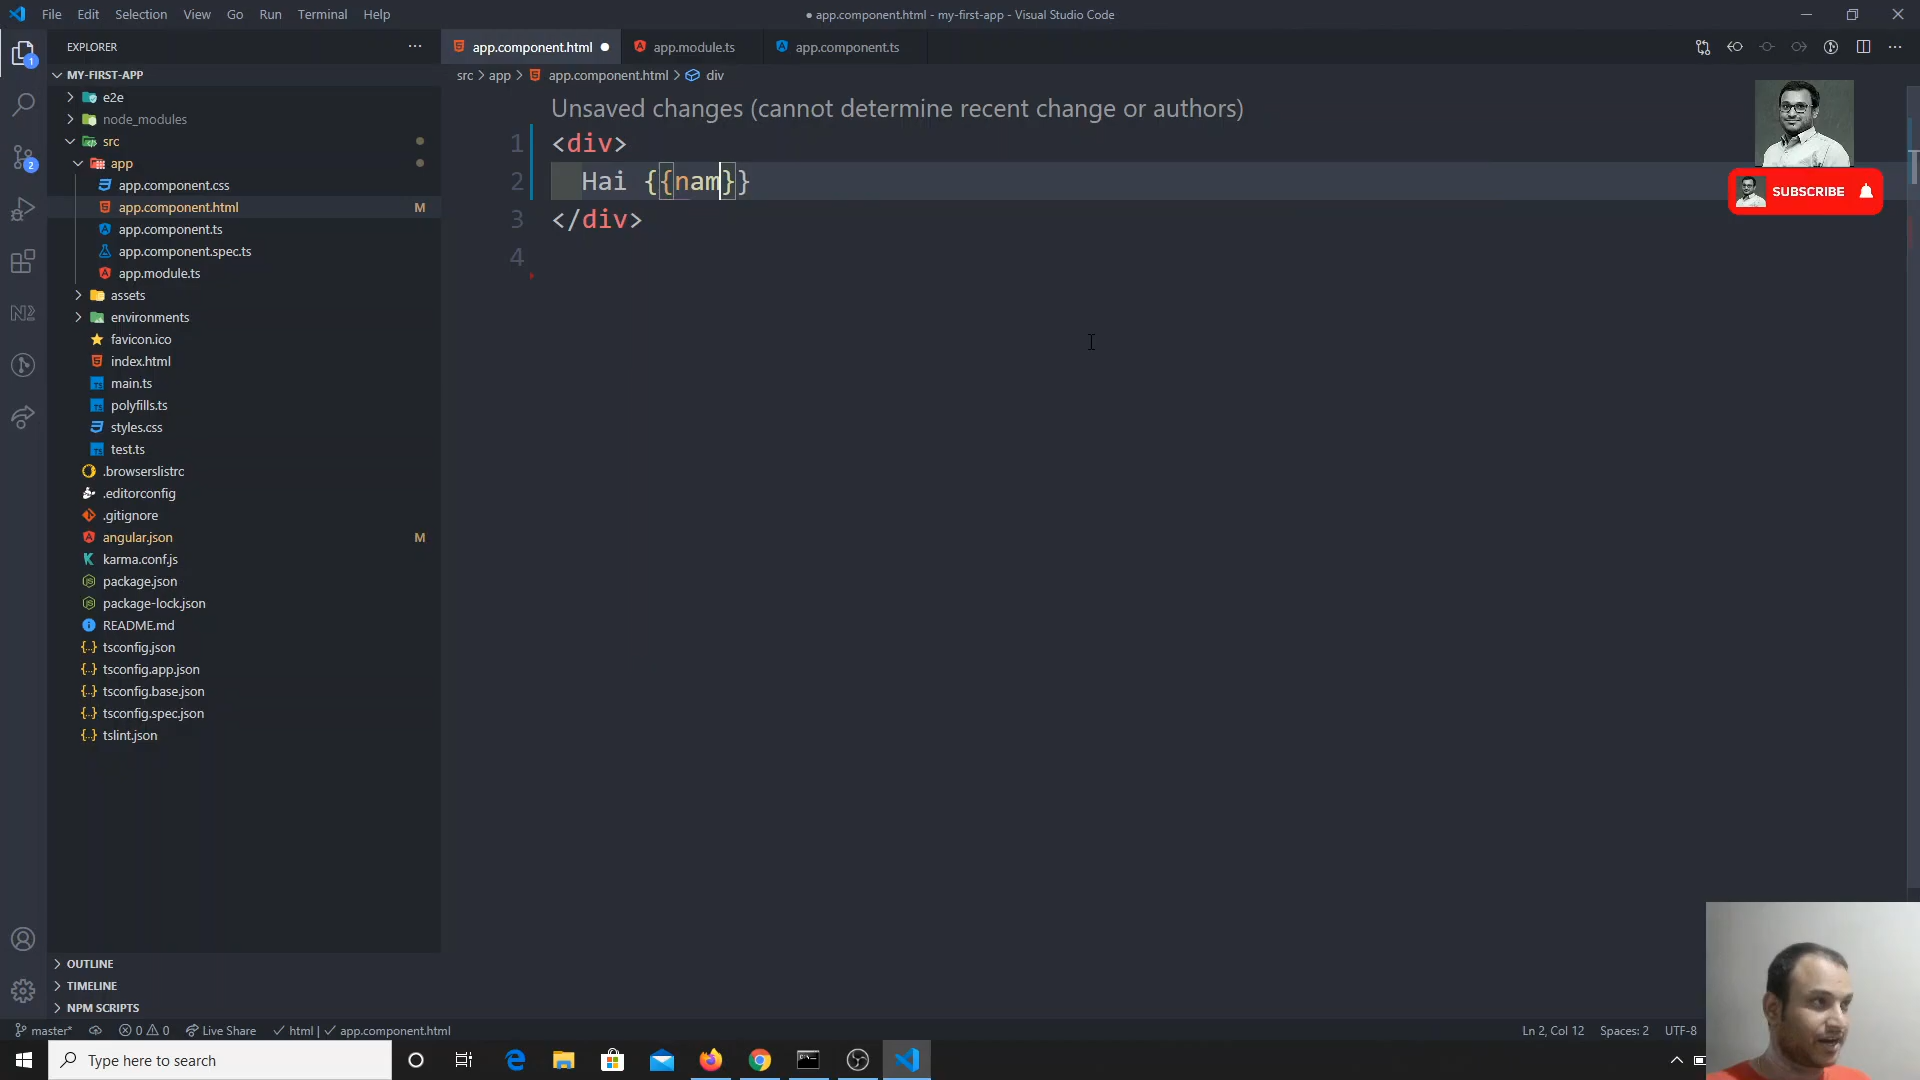 File Edit Selection View Go Run Terminal Help
● app.component.html - my-first-app - Visual Studio Code
EXPLORER
app.component.html
app.module.ts
app.component.ts
MY-FIRST-APP
src > app > app.component.html > div
e2e
node_modules
src
app
app.component.css
app.component.html M
app.component.ts
app.component.spec.ts
app.module.ts
assets
environments
favicon.ico
index.html
main.ts
polyfills.ts
styles.css
test.ts
.browserslistrc
.editorconfig
.gitignore
angular.json M
karma.conf.js
package.json
package-lock.json
README.md
tsconfig.json
tsconfig.app.json
tsconfig.base.json
tsconfig.spec.json
tslint.json
OUTLINE
TIMELINE
NPM SCRIPTS
Unsaved changes (cannot determine recent change or authors)
1 <div>
2 Hai {{nam}}
3 </div>
4
SUBSCRIBE
1
2
master* 0 0 Live Share html | app.component.html
Ln 2, Col 12 Spaces: 2 UTF-8
Type here to search